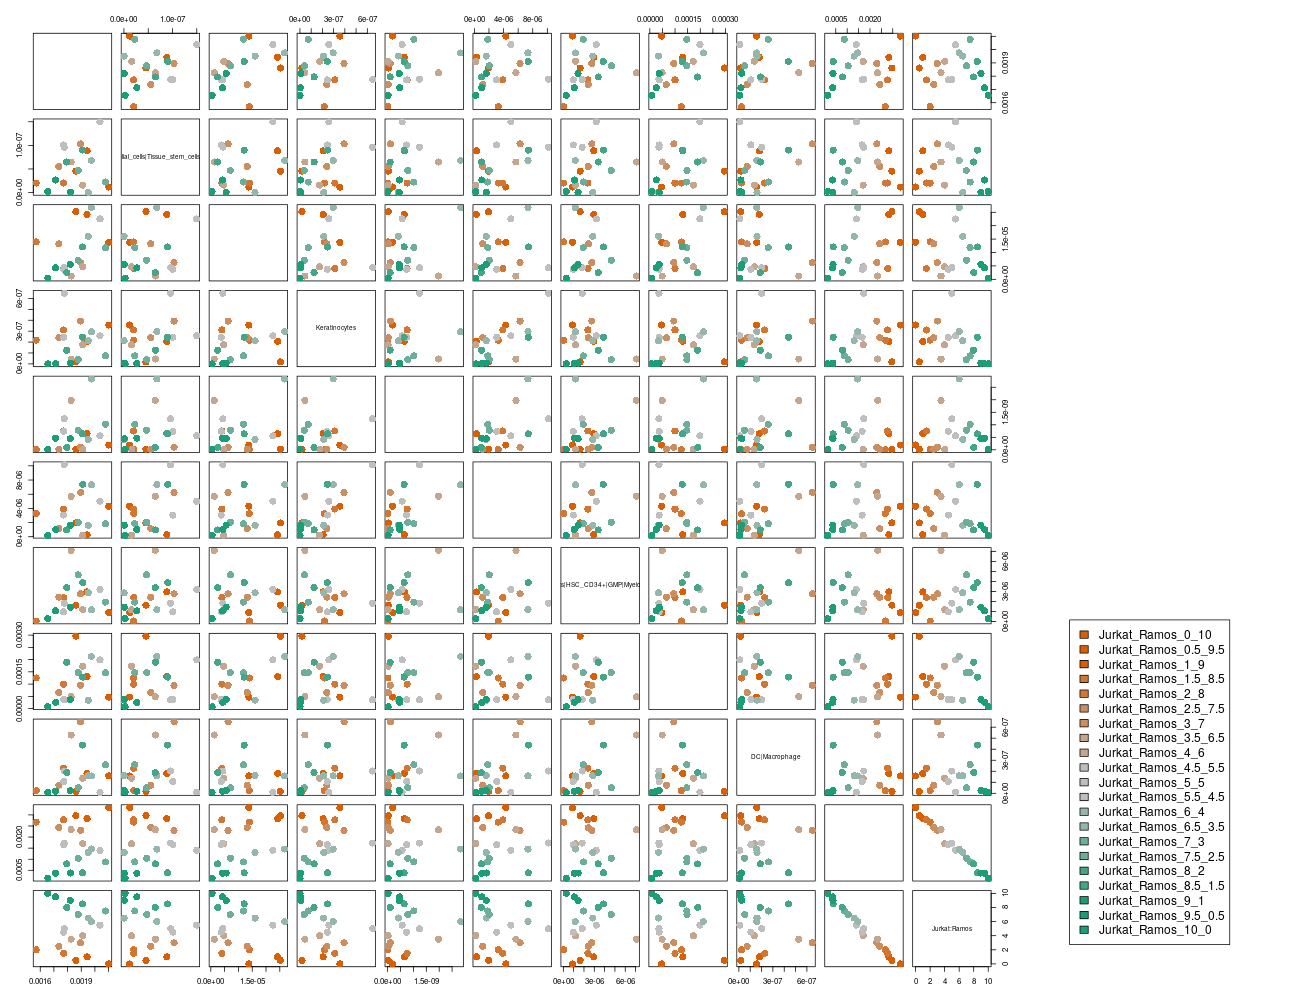 0.0e+00 1.0e-07 0e+00 3e-07 6e-07 0e+00 4e-06 8e-06 0.00000 0.00015 0.00030 0.0005 0.0020
0.0016 0.0019
0.0e+00 1.0e-07
lial_cells|Tissue_stem_cells
0.0e+00 1.5e-05
0e+00 3e-07 6e-07
Keratinocytes
0.0e+00 1.5e-09
0e+00 4e-06 8e-06
s|HSC_CD34+|GMP|Myelo
0e+00 3e-06 6e-06
0.00000 0.00015 0.00030
DC|Macrophage
0e+00 3e-07 6e-07
0.0005 0.0020
Jurkat:Ramos
0 2 4 6 8 10
0.0016 0.0019 0.0e+00 1.5e-05 0.0e+00 1.5e-09 0e+00 3e-06 6e-06 0e+00 3e-07 6e-07 0 2 4 6 8 10
Jurkat_Ramos_0_10
Jurkat_Ramos_0.5_9.5
Jurkat_Ramos_1_9
Jurkat_Ramos_1.5_8.5
Jurkat_Ramos_2_8
Jurkat_Ramos_2.5_7.5
Jurkat_Ramos_3_7
Jurkat_Ramos_3.5_6.5
Jurkat_Ramos_4_6
Jurkat_Ramos_4.5_5.5
Jurkat_Ramos_5_5
Jurkat_Ramos_5.5_4.5
Jurkat_Ramos_6_4
Jurkat_Ramos_6.5_3.5
Jurkat_Ramos_7_3
Jurkat_Ramos_7.5_2.5
Jurkat_Ramos_8_2
Jurkat_Ramos_8.5_1.5
Jurkat_Ramos_9_1
Jurkat_Ramos_9.5_0.5
Jurkat_Ramos_10_0